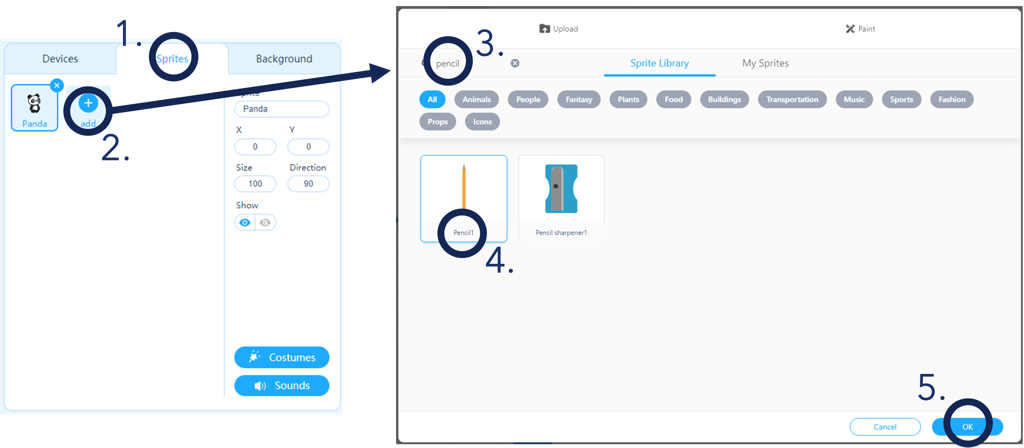 1.
Devices
Sprites
Background
Panda
add
2.
Sprite
Panda
X
Y
0
0
Size
Direction
100
90
Show
Costumes
Sounds
Upload
Paint
3.
pencil
Sprite Library
My Sprites
All
Animals
People
Fantasy
Plants
Food
Buildings
Transportation
Music
Sports
Fashion
Props
Icons
Pencil1
Pencil sharpener1
4.
5.
Cancel
OK